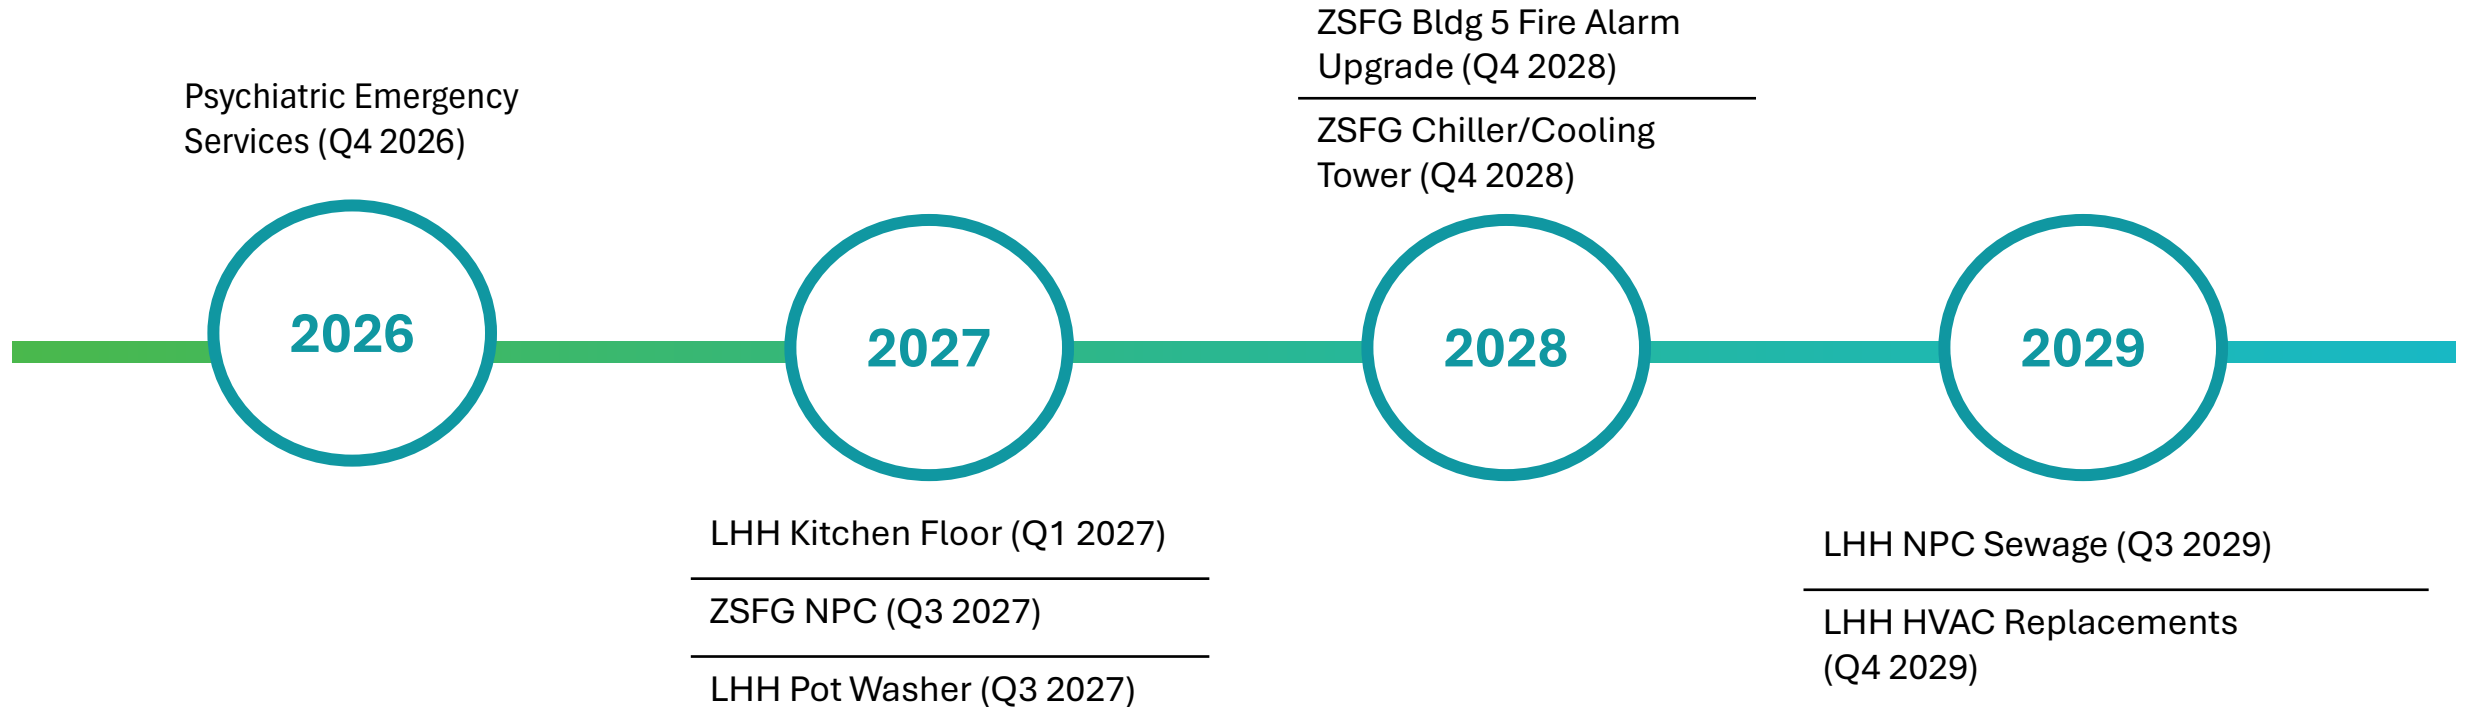 Psychiatric Emergency
Services (Q4 2026)
2026
2027
LHH Kitchen Floor (Q1 2027)
ZSFG NPC (Q3 2027)
LHH Pot Washer (Q3 2027)
ZSFG Bldg 5 Fire Alarm
Upgrade (Q4 2028)
ZSFG Chiller/Cooling
Tower (Q4 2028)
2028
2029
LHH NPC Sewage (Q3 2029)
LHH HVAC Replacements
(Q4 2029)